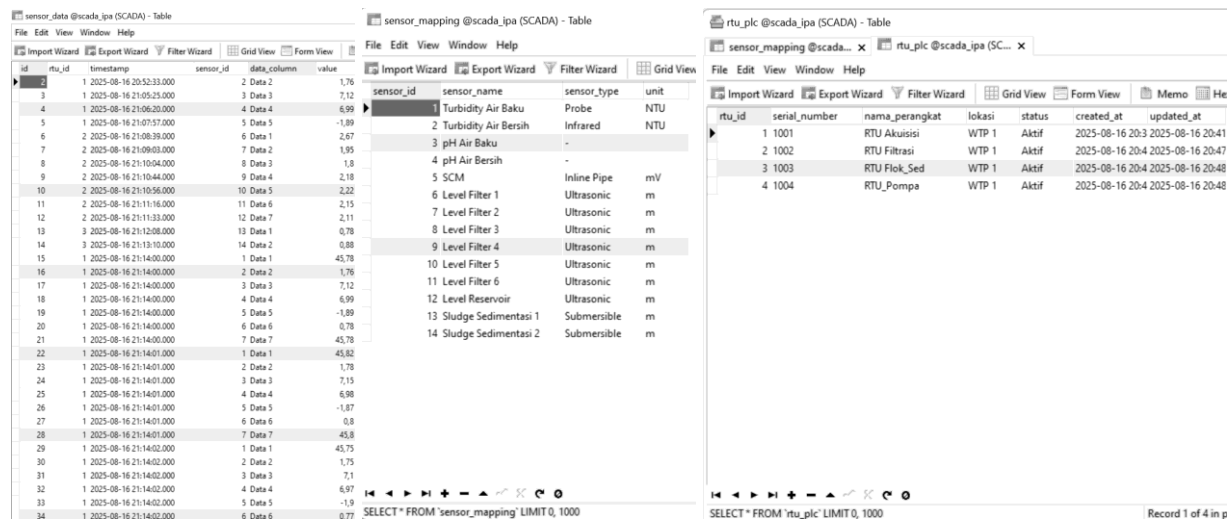 sensor_data @scada_ipa (SCADA) - Table
File Edit View Window Help
Import Wizard Export Wizard Filter Wizard Grid View Form View
id rtu_id timestamp sensor_id data_column value
2 1 2025-08-16 20:52:33.000 2 Data 2 1,76
3 1 2025-08-16 21:05:25.000 3 Data 3 7,12
4 1 2025-08-16 21:06:20.000 4 Data 4 6,99
5 1 2025-08-16 21:07:57.000 5 Data 5 -1,89
6 2 2025-08-16 21:08:39.000 6 Data 1 2,67
7 2 2025-08-16 21:09:03.000 7 Data 2 1,95
8 2 2025-08-16 21:10:04.000 8 Data 3 1,8
9 2 2025-08-16 21:10:44.000 9 Data 4 2,18
10 2 2025-08-16 21:10:56.000 10 Data 5 2,22
11 2 2025-08-16 21:11:16.000 11 Data 6 2,15
12 2 2025-08-16 21:11:33.000 12 Data 7 2,11
13 3 2025-08-16 21:12:08.000 13 Data 1 0,78
14 3 2025-08-16 21:13:10.000 14 Data 2 0,88
15 1 2025-08-16 21:14:00.000 1 Data 1 45,78
16 1 2025-08-16 21:14:00.000 2 Data 2 1,76
17 1 2025-08-16 21:14:00.000 3 Data 3 7,12
18 1 2025-08-16 21:14:00.000 4 Data 4 6,99
19 1 2025-08-16 21:14:00.000 5 Data 5 -1,89
20 1 2025-08-16 21:14:00.000 6 Data 6 0,78
21 1 2025-08-16 21:14:00.000 7 Data 7 45,78
22 1 2025-08-16 21:14:01.000 1 Data 1 45,82
23 1 2025-08-16 21:14:01.000 2 Data 2 1,78
24 1 2025-08-16 21:14:01.000 3 Data 3 7,15
25 1 2025-08-16 21:14:01.000 4 Data 4 6,98
26 1 2025-08-16 21:14:01.000 5 Data 5 -1,87
27 1 2025-08-16 21:14:01.000 6 Data 6 0,8
28 1 2025-08-16 21:14:01.000 7 Data 7 45,8
29 1 2025-08-16 21:14:02.000 1 Data 1 45,75
30 1 2025-08-16 21:14:02.000 2 Data 2 1,75
31 1 2025-08-16 21:14:02.000 3 Data 3 7,1
32 1 2025-08-16 21:14:02.000 4 Data 4 6,97
33 1 2025-08-16 21:14:02.000 5 Data 5 -1,9
34 1 2025-08-16 21:14:02.000 6 Data 6 0,77
sensor_mapping @scada_ipa (SCADA) - Table
File Edit View Window Help
Import Wizard Export Wizard Filter Wizard Grid View
sensor_id sensor_name sensor_type unit
1 Turbidity Air Baku Probe NTU
2 Turbidity Air Bersih Infrared NTU
3 pH Air Baku -
4 pH Air Bersih -
5 SCM Inline Pipe mV
6 Level Filter 1 Ultrasonic m
7 Level Filter 2 Ultrasonic m
8 Level Filter 3 Ultrasonic m
9 Level Filter 4 Ultrasonic m
10 Level Filter 5 Ultrasonic m
11 Level Filter 6 Ultrasonic m
12 Level Reservoir Ultrasonic m
13 Sludge Sedimentasi 1 Submersible m
14 Sludge Sedimentasi 2 Submersible m
SELECT * FROM `sensor_mapping` LIMIT 0, 1000
rtu_plc @scada_ipa (SCADA) - Table
sensor_mapping @scada... x rtu_plc @scada_ipa (SC... x
File Edit View Window Help
Import Wizard Export Wizard Filter Wizard Grid View Form View Memo He
rtu_id serial_number nama_perangkat lokasi status created_at updated_at
1 1001 RTU Akuisisi WTP 1 Aktif 2025-08-16 20:3 2025-08-16 20:41
2 1002 RTU Filtrasi WTP 1 Aktif 2025-08-16 20:4 2025-08-16 20:47
3 1003 RTU Flok_Sed WTP 1 Aktif 2025-08-16 20:4 2025-08-16 20:48
4 1004 RTU_Pompa WTP 1 Aktif 2025-08-16 20:4 2025-08-16 20:48
SELECT * FROM `rtu_plc` LIMIT 0, 1000 Record 1 of 4 in p